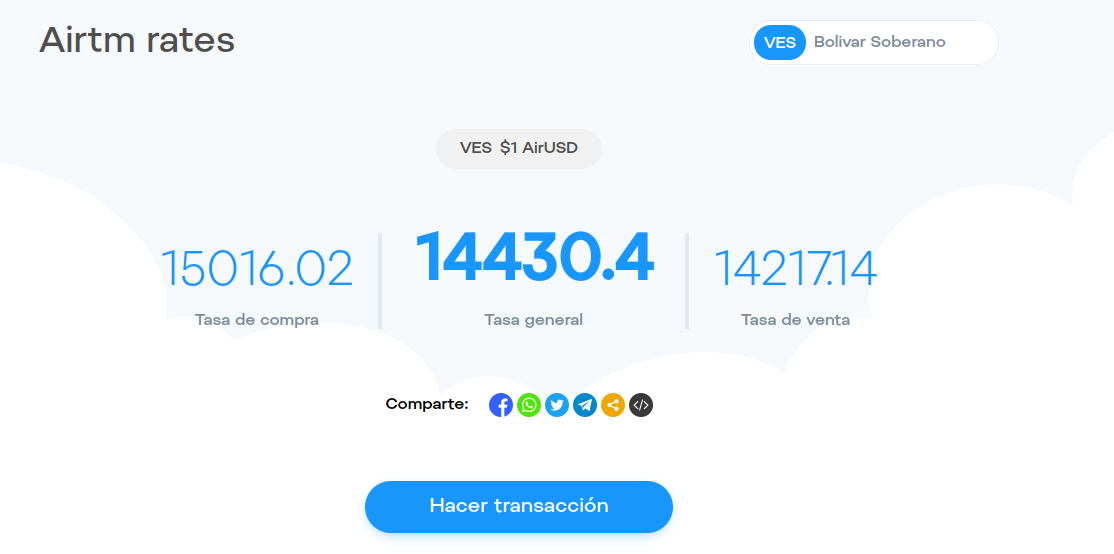 Airtm rates
VES Bolivar Soberano
VES $1 AirUSD
15016.02
Tasa de compra
14430.4
Tasa general
14217.14
Tasa de venta
Comparte:
Hacer transacción